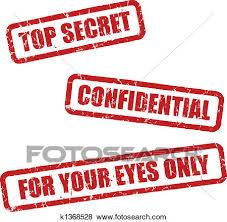 TOP SECRET
CONFIDENTIAL
FOTOSEARCH
FOR YOUR EYES ONLY
k1368528 www.fotosearch.com